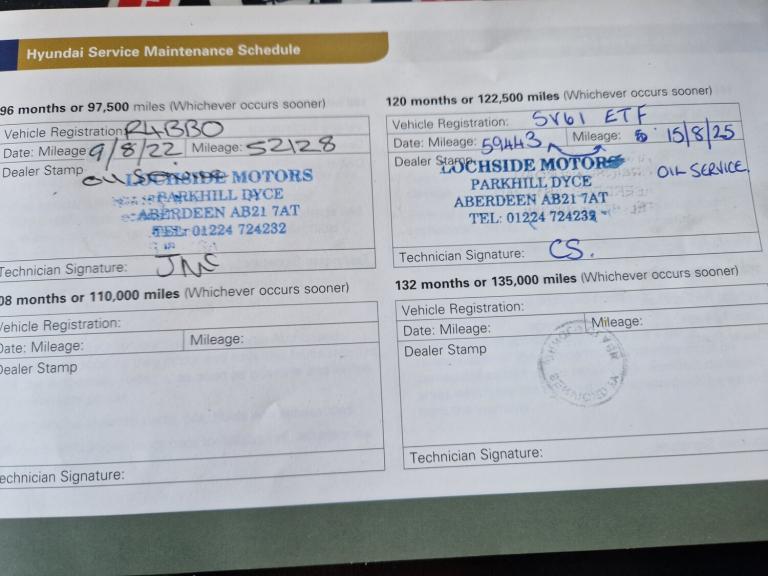 Hyundai Service Maintenance Schedule
96 months or 97,500 miles (Whichever occurs sooner)
Vehicle Registration: R4BBO
Date: Mileage 9/8/22 Mileage: 52128
Dealer Stamp
OIL SERVICE
LOCHSIDE MOTORS
PARKHILL DYCE
ABERDEEN AB21 7AT
TEL: 01224 724232
Technician Signature: JMC
120 months or 122,500 miles (Whichever occurs sooner)
Vehicle Registration: SV61 ETF
Date: Mileage: 59443 Mileage: 15/8/25
Dealer Stamp
OIL SERVICE.
LOCHSIDE MOTORS
PARKHILL DYCE
ABERDEEN AB21 7AT
TEL: 01224 724232
Technician Signature: CS.
08 months or 110,000 miles (Whichever occurs sooner)
Vehicle Registration:
Date: Mileage: Mileage:
Dealer Stamp
echnician Signature:
132 months or 135,000 miles (Whichever occurs sooner)
Vehicle Registration:
Date: Mileage: Mileage:
Dealer Stamp
Technician Signature: